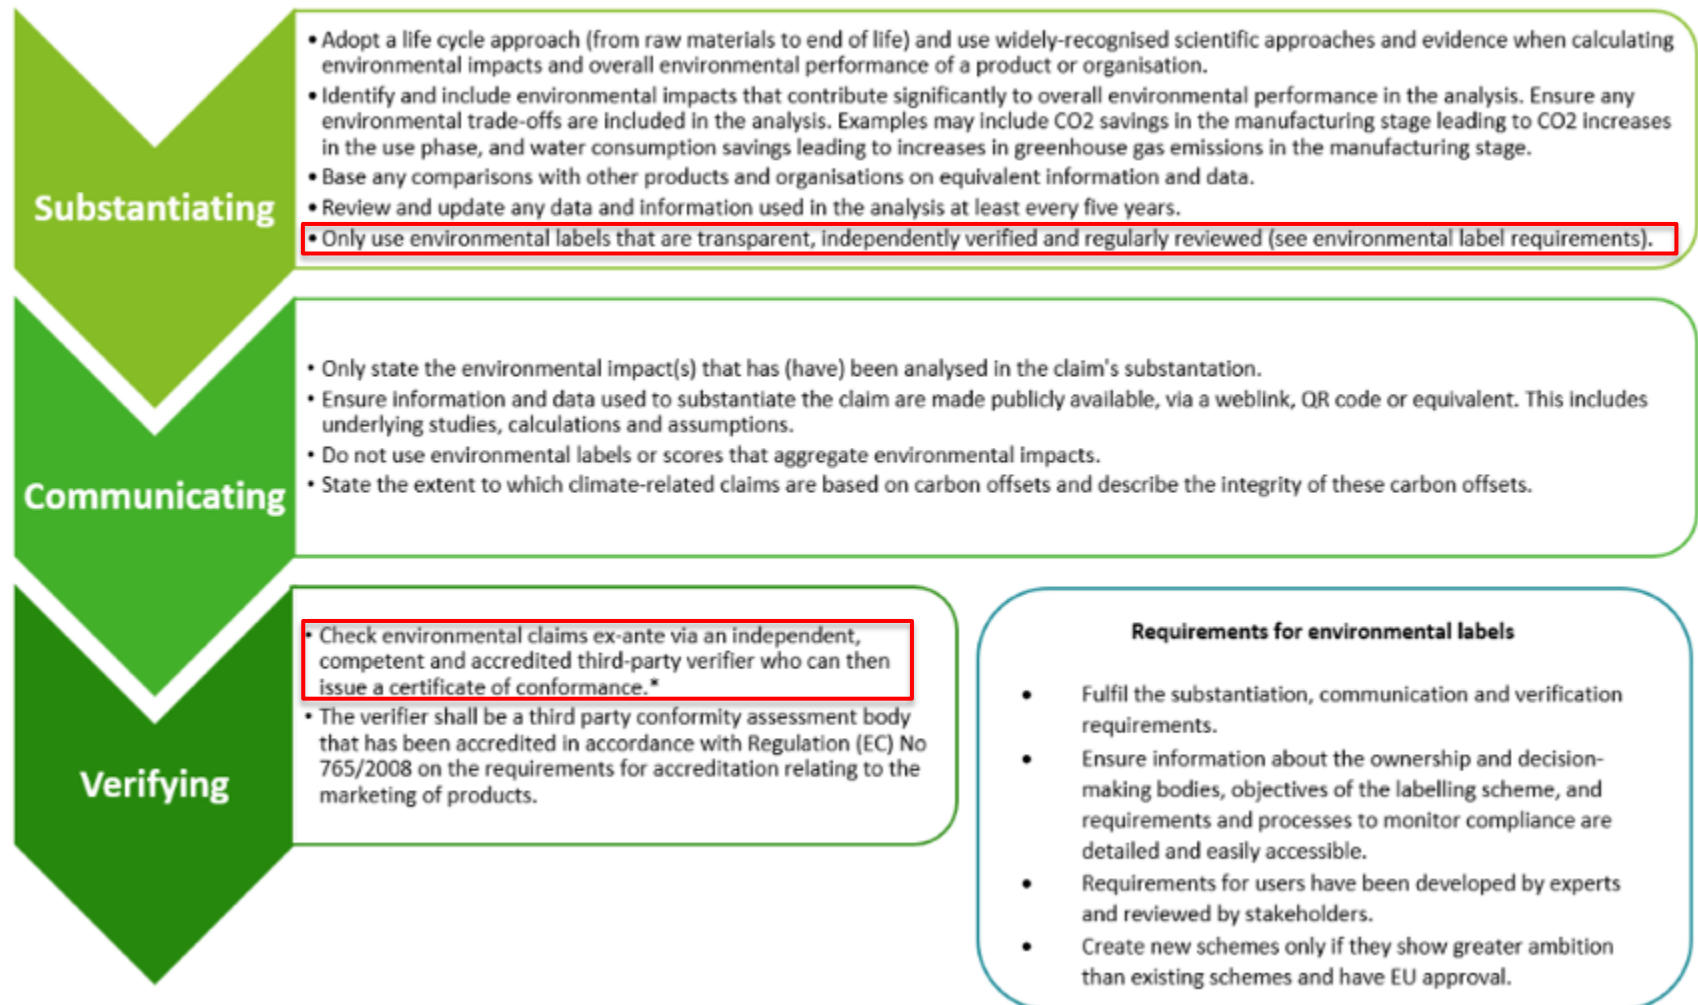 Substantiating
• Adopt a life cycle approach (from raw materials to end of life) and use widely-recognised scientific approaches and evidence when calculating
environmental impacts and overall environmental performance of a product or organisation.
• Identify and include environmental impacts that contribute significantly to overall environmental performance in the analysis. Ensure any
environmental trade-offs are included in the analysis. Examples may include CO2 savings in the manufacturing stage leading to CO2 increases
in the use phase, and water consumption savings leading to increases in greenhouse gas emissions in the manufacturing stage.
• Base any comparisons with other products and organisations on equivalent information and data.
• Review and update any data and information used in the analysis at least every five years.
• Only use environmental labels that are transparent, independently verified and regularly reviewed (see environmental label requirements).
Communicating
• Only state the environmental impact(s) that has (have) been analysed in the claim's substantation.
• Ensure information and data used to substantiate the claim are made publicly available, via a weblink, QR code or equivalent. This includes
underlying studies, calculations and assumptions.
• Do not use environmental labels or scores that aggregate environmental impacts.
• State the extent to which climate-related claims are based on carbon offsets and describe the integrity of these carbon offsets.
Verifying
• Check environmental claims ex-ante via an independent,
competent and accredited third-party verifier who can then
issue a certificate of conformance.*
• The verifier shall be a third party conformity assessment body
that has been accredited in accordance with Regulation (EC) No
765/2008 on the requirements for accreditation relating to the
marketing of products.
Requirements for environmental labels
• Fulfil the substantiation, communication and verification
requirements.
• Ensure information about the ownership and decision-
making bodies, objectives of the labelling scheme, and
requirements and processes to monitor compliance are
detailed and easily accessible.
• Requirements for users have been developed by experts
and reviewed by stakeholders.
• Create new schemes only if they show greater ambition
than existing schemes and have EU approval.